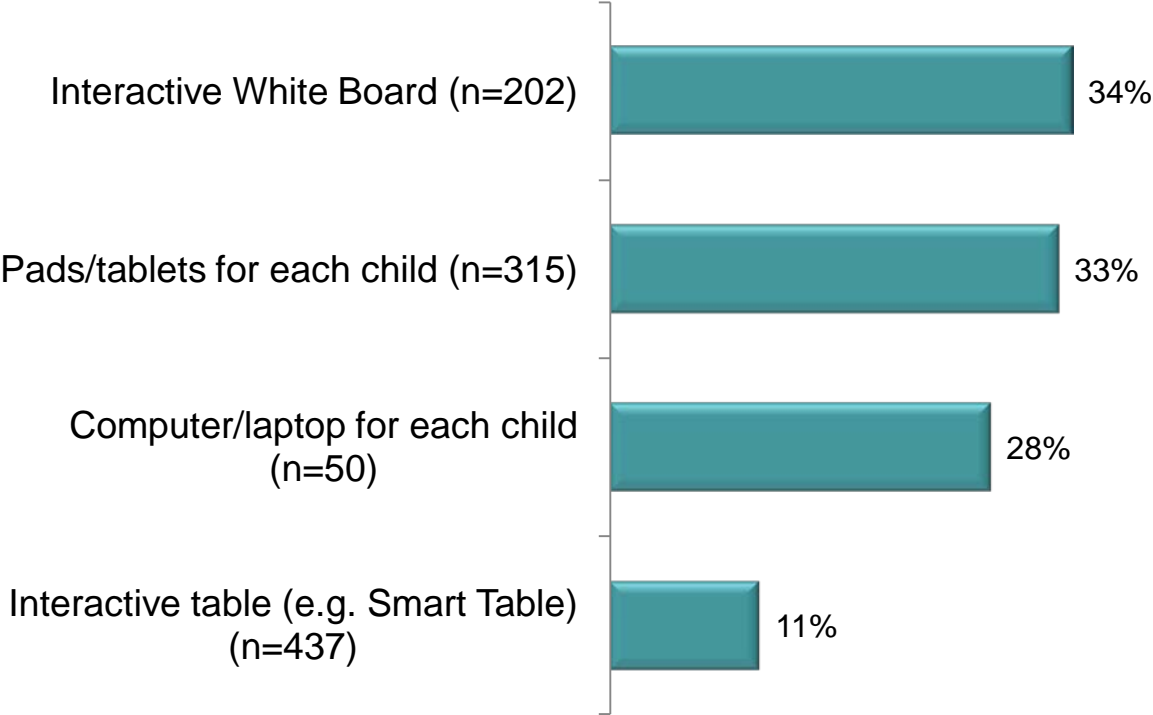 Interactive White Board (n=202)
34%
Pads/tablets for each child (n=315)
33%
Computer/laptop for each child
(n=50)
28%
Interactive table (e.g. Smart Table)
(n=437)
11%